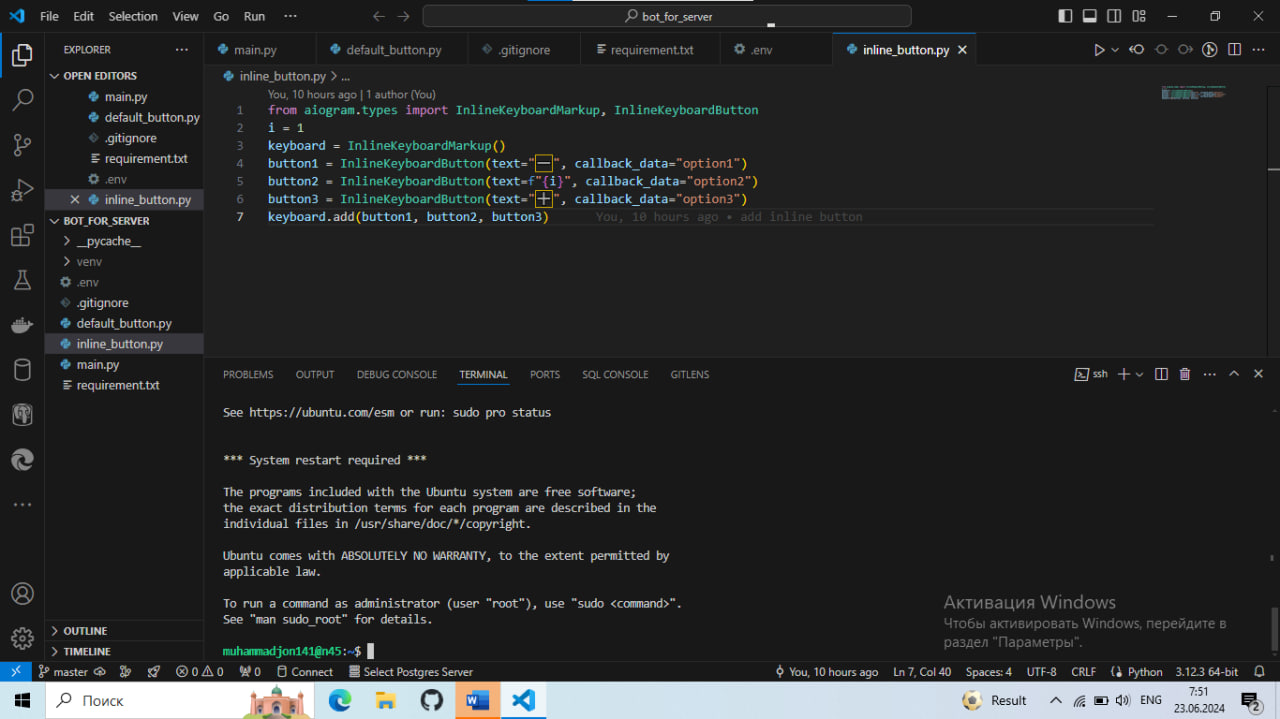 File Edit Selection View Go Run ··· bot_for_server
EXPLORER ···
OPEN EDITORS
main.py
default_button.py
.gitignore
requirement.txt
.env
inline_button.py
BOT_FOR_SERVER
__pycache__
venv
.env
.gitignore
default_button.py
inline_button.py
main.py
requirement.txt
OUTLINE
TIMELINE
main.py default_button.py .gitignore requirement.txt .env inline_button.py
inline_button.py > ...
You, 10 hours ago | 1 author (You)
1 from aiogram.types import InlineKeyboardMarkup, InlineKeyboardButton
2 i = 1
3 keyboard = InlineKeyboardMarkup()
4 button1 = InlineKeyboardButton(text="—", callback_data="option1")
5 button2 = InlineKeyboardButton(text=f"{i}", callback_data="option2")
6 button3 = InlineKeyboardButton(text="+", callback_data="option3")
7 keyboard.add(button1, button2, button3) You, 10 hours ago • add inline button
PROBLEMS OUTPUT DEBUG CONSOLE TERMINAL PORTS SQL CONSOLE GITLENS ssh
See https://ubuntu.com/esm or run: sudo pro status
*** System restart required ***
The programs included with the Ubuntu system are free software;
the exact distribution terms for each program are described in the
individual files in /usr/share/doc/*/copyright.
Ubuntu comes with ABSOLUTELY NO WARRANTY, to the extent permitted by
applicable law.
To run a command as administrator (user "root"), use "sudo <command>".
See "man sudo_root" for details.
muhammadjon141@n45:~$
Активация Windows
Чтобы активировать Windows, перейдите в
раздел "Параметры".
master 0 0 0 Connect Select Postgres Server You, 10 hours ago Ln 7, Col 40 Spaces: 4 UTF-8 CRLF Python 3.12.3 64-bit
Поиск Result ENG 7:51
23.06.2024 2